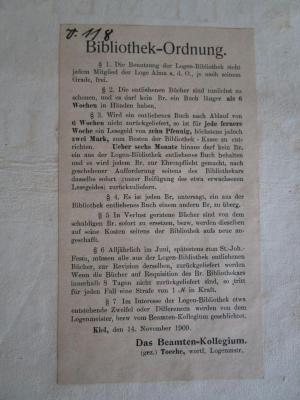 V. 118
Bibliothek-Ordnung.
§ 1. Die Benutzung der Logen-Bibliothek steht
jedem Mitglied der Loge Alma a. d. O., je nach seinem
Grade, frei.
§ 2. Die entliehenen Bücher sind tunlichst zu
schonen, und es darf kein Br. ein Buch länger als 6
Wochen in Händen haben.
§ 3. Wird ein entliehenes Buch nach Ablauf von
6 Wochen nicht zurückgeliefert, so ist für jede fernere
Woche ein Lesegeld von zehn Pfennig, höchstens jedoch
zwei Mark, zum Besten der Bibliothek-Kasse zu ent-
richten. Ueber sechs Monate hinaus darf kein Br.
ein aus der Logen-Bibliothek entliehenes Buch behalten
und es wird jedem Br. zur Ehrenpflicht gemacht, nach
geschehener Aufforderung seitens des Bibliothekars
dasselbe sofort unter Beifügung des etwa erwachsenen
Lesegeldes zurückzuliefern.
§ 4. Es ist jeden Br. untersagt, ein aus der
Bibliothek entliehenes Buch einem andern Br. zu überg.
§ 5. In Verlust geratene Bücher sind von dem
schuldigen Br. sofort zu ersetzen, bezw. werden dieselben
auf seine Kosten seitens der Bibliothek aufs neue an-
geschafft.
§ 6. Alljährlich im Juni, spätestens zum St. Joh.-
Feste, müssen alle aus der Logen-Bibliothek entliehenen
Bücher, zur Revision derselben, zurückgeliefert werden
Wenn die Bücher auf Requisition des Br. Bibliothekars
innerhalb 8 Tagen nicht zurückgeliefert sind, so tritt
für jeden Fall eine Strafe von 1 M in Kraft.
§ 7. Im Interesse der Logen-Bibliothek etwa
entstehende Zweifel oder Differenzen werden von dem
Logenmeister, bezw vom Beamten-Kollegium geschlichtet.
Kiel, den 14. November 1909.
Das Beamten-Kollegium.
(gez.) Toeche, wortf. Logenmstr.